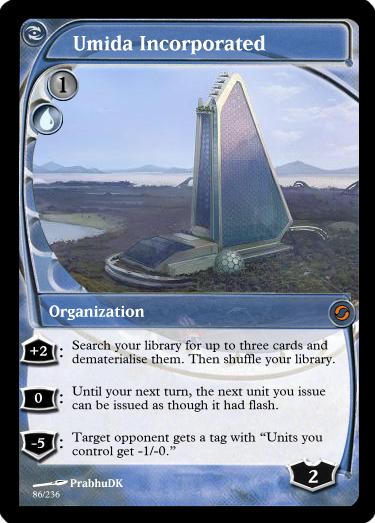 Umida Incorporated
1
Organization
+2: Search your library for up to three cards and
dematerialise them. Then shuffle your library.
0: Until your next turn, the next unit you issue
can be issued as though it had flash.
-5: Target opponent gets a tag with “Units you
control get -1/-0.”
2
PrabhuDK
86/236